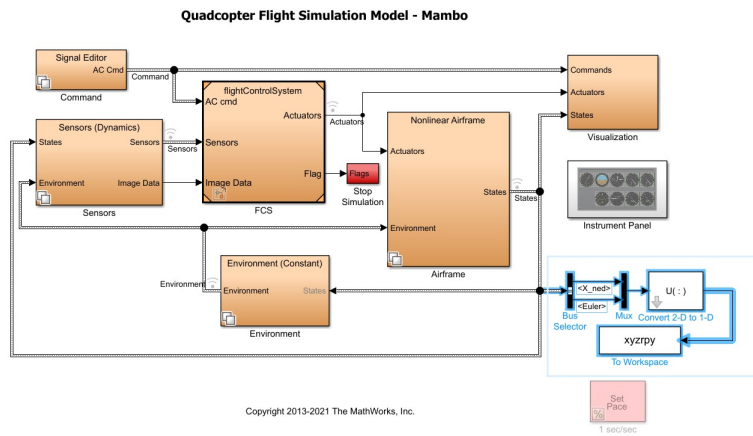 Quadcopter Flight Simulation Model - Mambo
Signal Editor
AC Cmd
Command
Command
flightControlSystem
AC cmd
Actuators
Actuators
Sensors
Image Data
Flag
FCS
Flags
Stop
Simulation
Sensors (Dynamics)
States
Sensors
Sensors
Environment
Image Data
Sensors
Nonlinear Airframe
Actuators
States
States
Environment
Airframe
Commands
Actuators
States
Visualization
Instrument Panel
Environment (Constant)
Environment
Environment
States
Environment
<X_ned>
<Euler>
Bus
Selector
Mux
U( : )
Convert 2-D to 1-D
xyzrpy
To Workspace
Set
Pace
%
1 sec/sec
Copyright 2013-2021 The MathWorks, Inc.